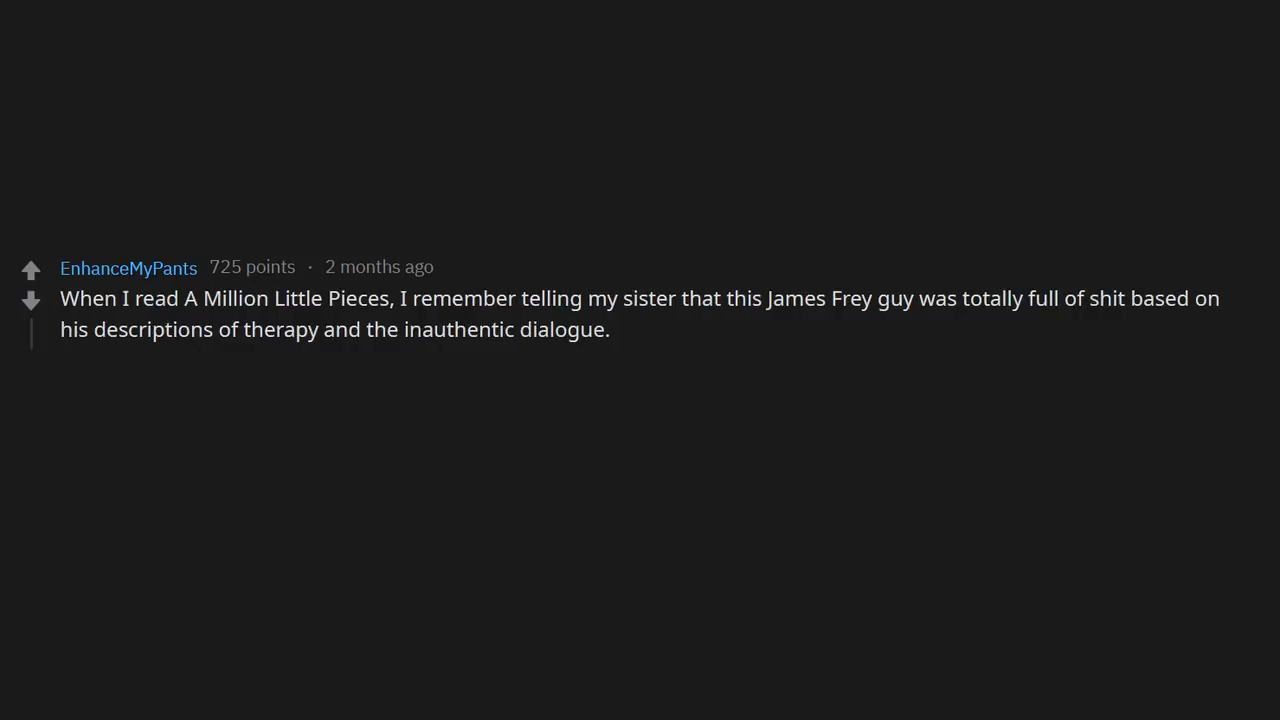 EnhanceMyPants 725 points · 2 months ago
When I read A Million Little Pieces, I remember telling my sister that this James Frey guy was totally full of shit based on
his descriptions of therapy and the inauthentic dialogue.